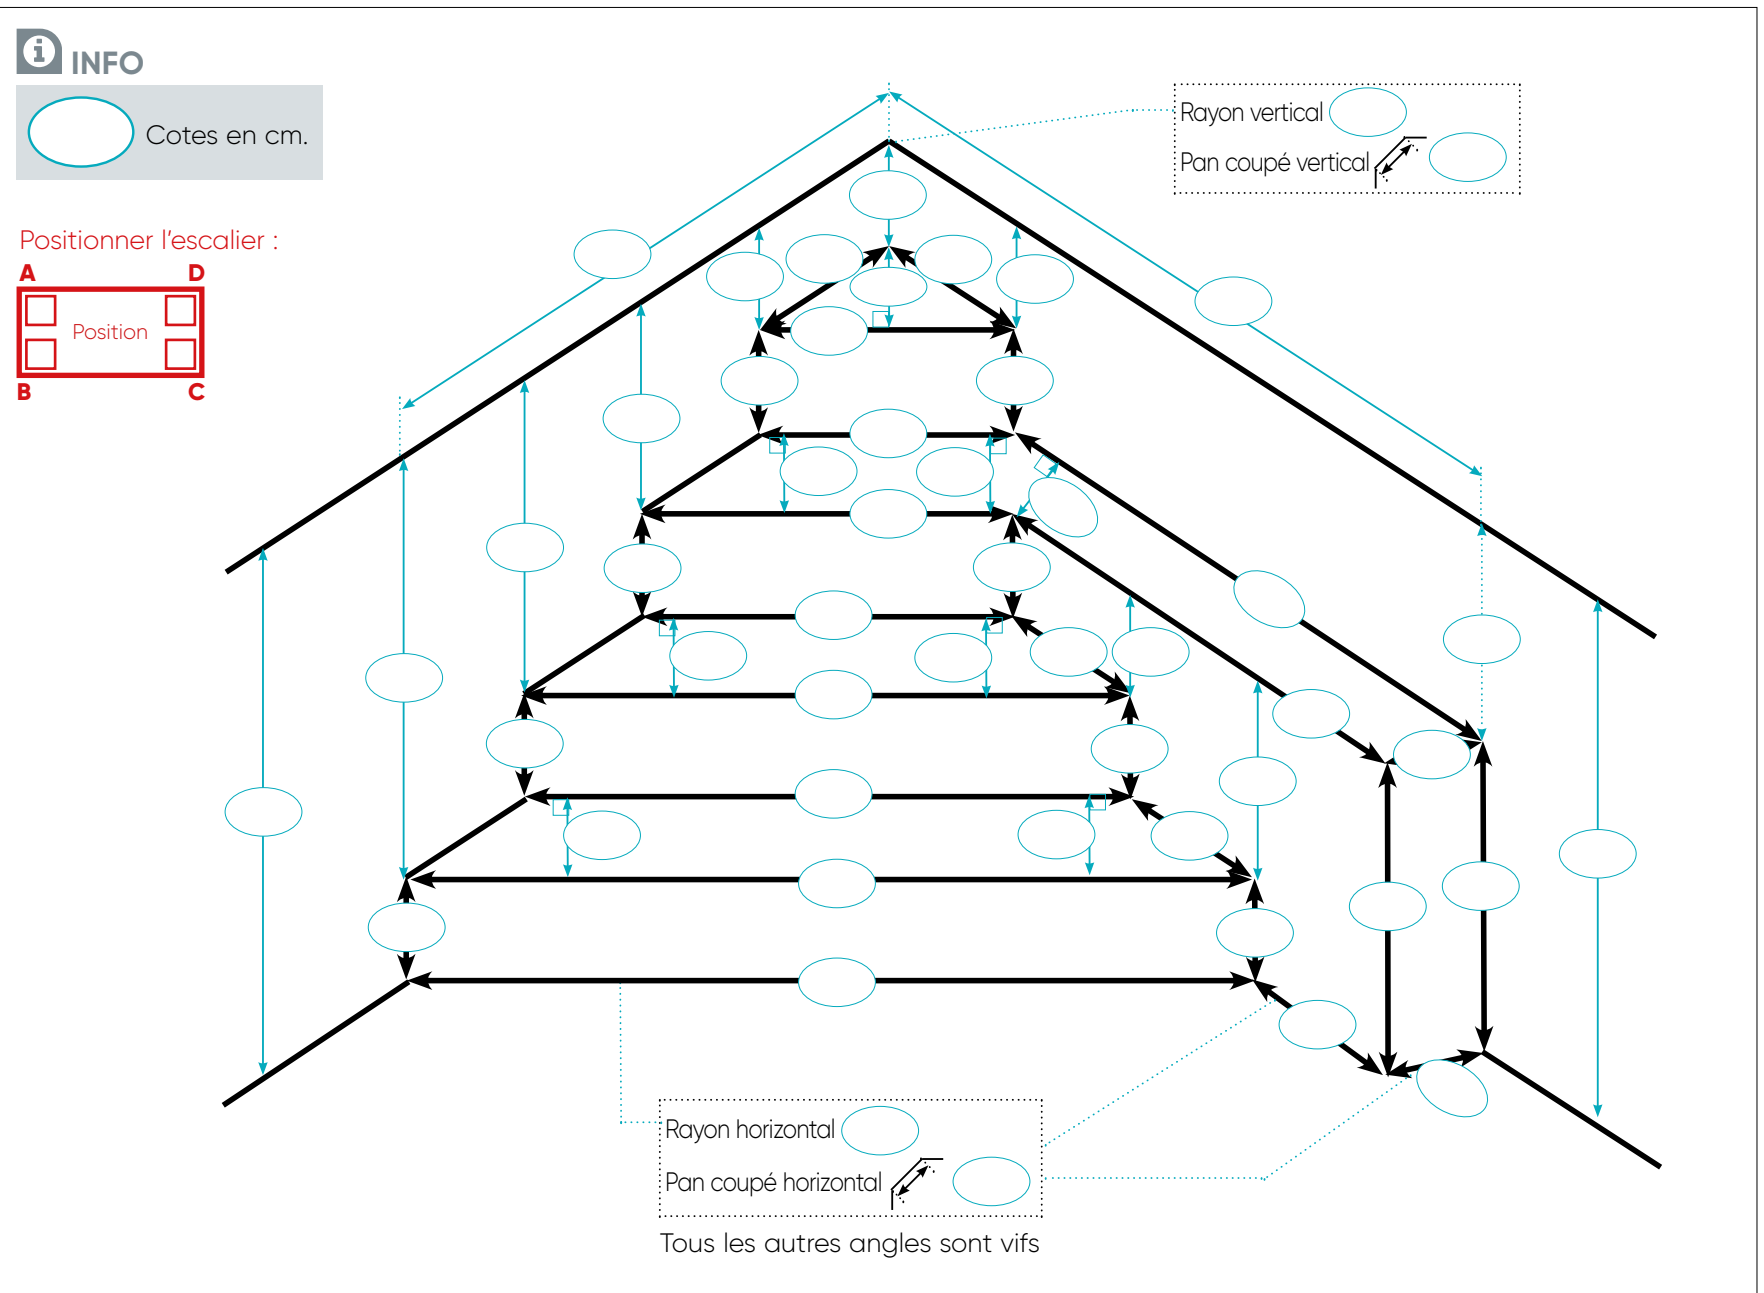 i INFO
Cotes en cm.
Positionner l'escalier :
A D
Position
B C
Rayon vertical
Pan coupé vertical
Rayon horizontal
Pan coupé horizontal
Tous les autres angles sont vifs